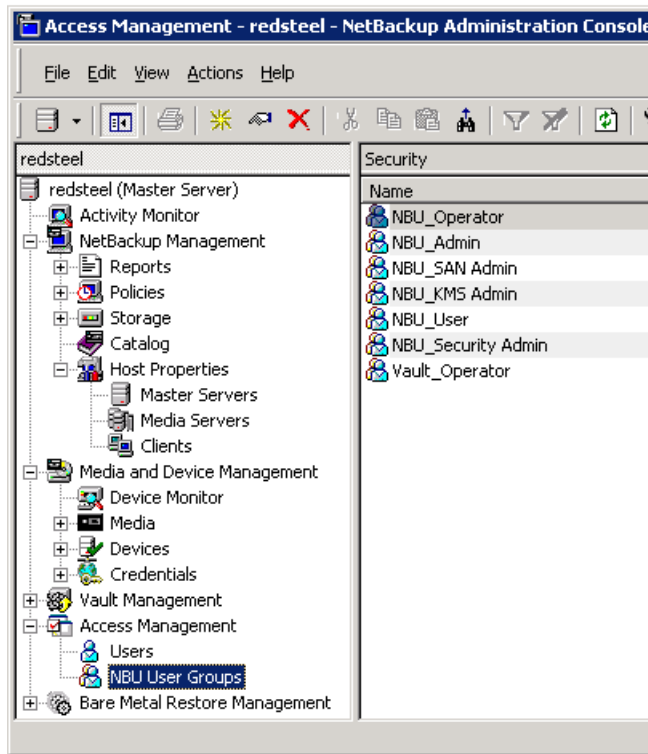 Access Management - redsteel - NetBackup Administration Console
File Edit View Actions Help
redsteel
redsteel (Master Server)
Activity Monitor
NetBackup Management
Reports
Policies
Storage
Catalog
Host Properties
Master Servers
Media Servers
Clients
Media and Device Management
Device Monitor
Media
Devices
Credentials
Vault Management
Access Management
Users
NBU User Groups
Bare Metal Restore Management
Security
Name
NBU_Operator
NBU_Admin
NBU_SAN Admin
NBU_KMS Admin
NBU_User
NBU_Security Admin
Vault_Operator